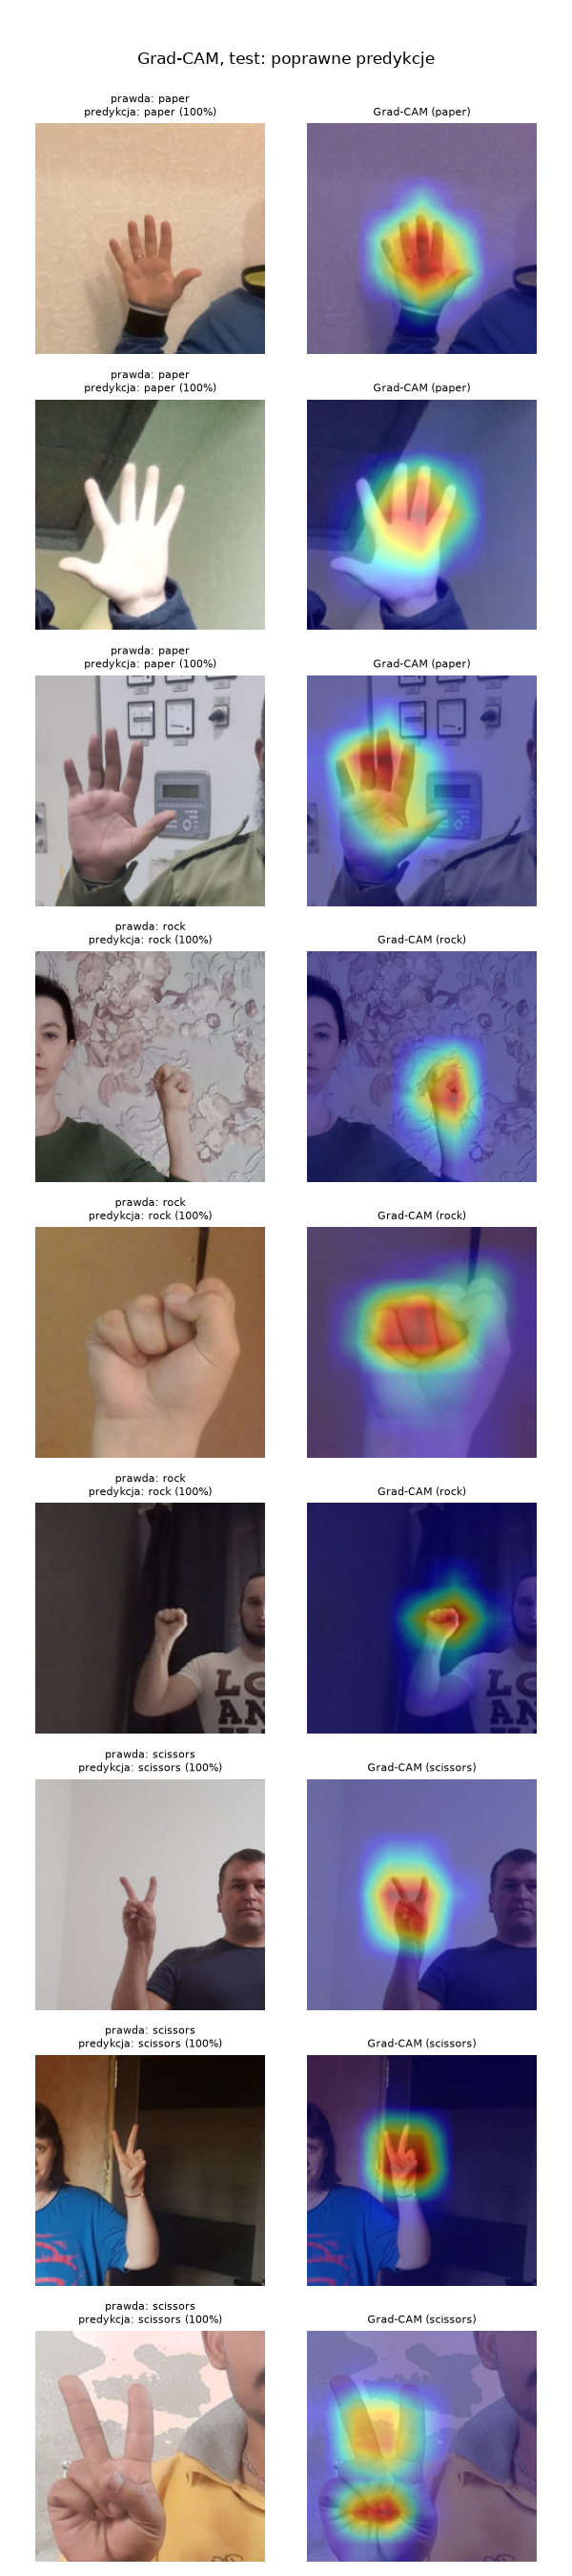 Grad-CAM, test: poprawne predykcje
prawda: paper
predykcja: paper (100%)
Grad-CAM (paper)
prawda: paper
predykcja: paper (100%)
Grad-CAM (paper)
prawda: paper
predykcja: paper (100%)
Grad-CAM (paper)
prawda: rock
predykcja: rock (100%)
Grad-CAM (rock)
prawda: rock
predykcja: rock (100%)
Grad-CAM (rock)
prawda: rock
predykcja: rock (100%)
Grad-CAM (rock)
LO
AN
LO
AN
prawda: scissors
predykcja: scissors (100%)
Grad-CAM (scissors)
prawda: scissors
predykcja: scissors (100%)
Grad-CAM (scissors)
prawda: scissors
predykcja: scissors (100%)
Grad-CAM (scissors)